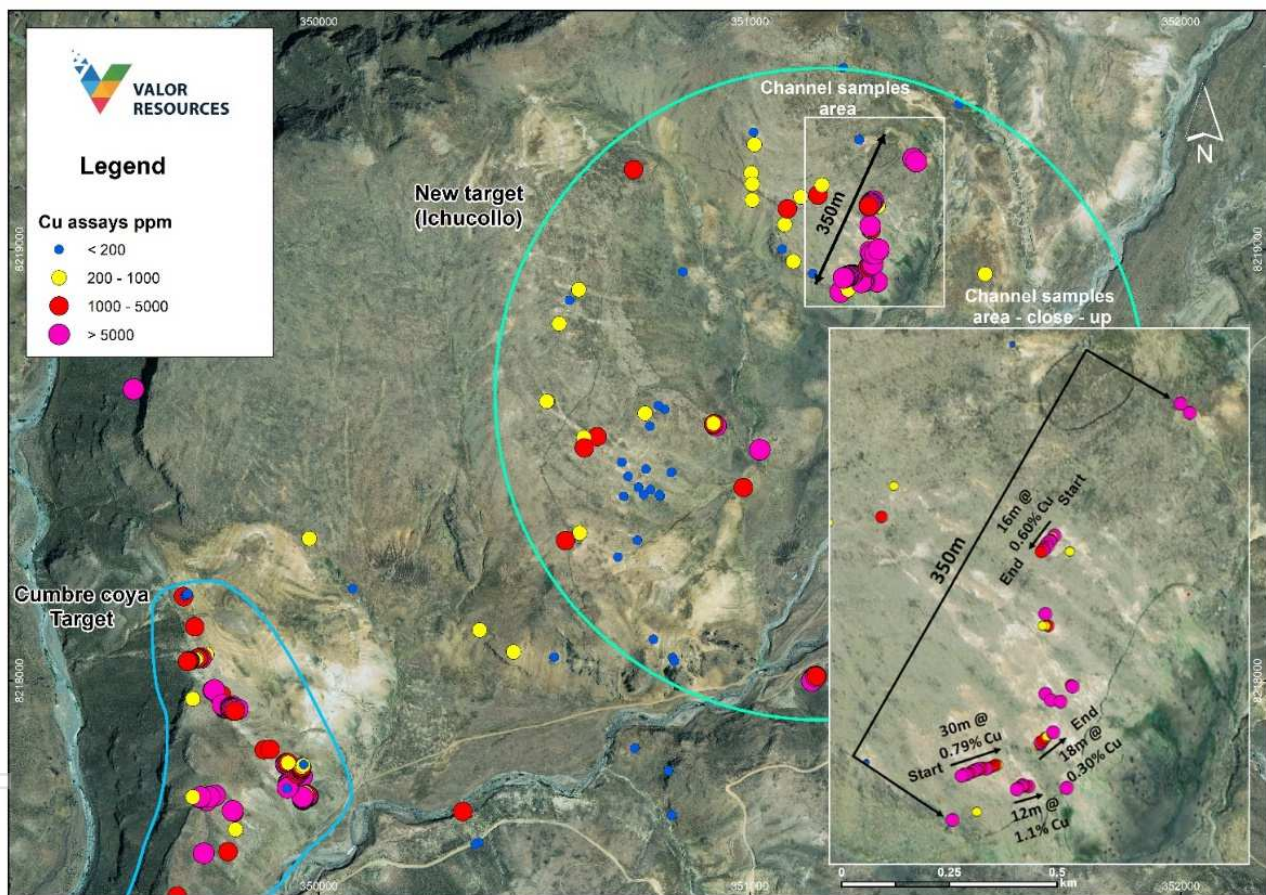 350000
351000
352000
VALOR
RESOURCES
Legend
Cu assays ppm
< 200
200 - 1000
1000 - 5000
> 5000
Channel samples
area
N
New target
(Ichucollo)
350m
8219000
8219000
Channel samples
area - close - up
16m @
0.60% Cu
Start
End
350m
Cumbre coya
Target
8218000
8218000
30m @
0.79% Cu
Start
End
18m @
0.30% Cu
12m @
1.1% Cu
0
0.25
0.5
km
350000
351000
352000